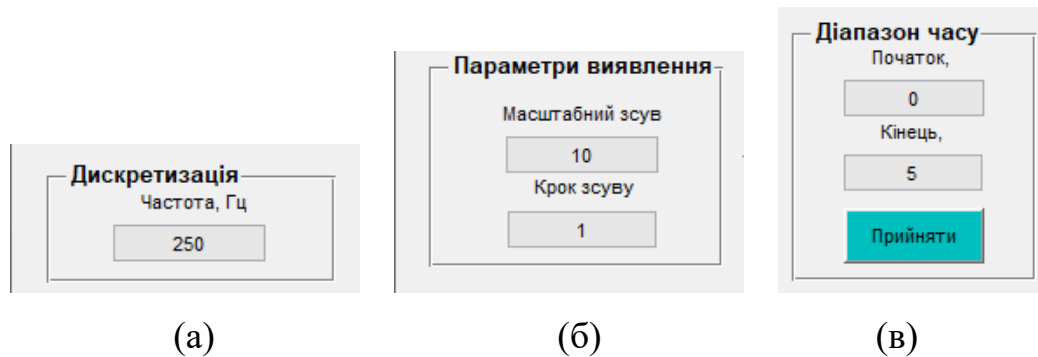 Дискретизація
Частота, Гц
250
(а)
Параметри виявлення
Масштабний зсув
10
Крок зсуву
1
(б)
Діапазон часу
Початок,
0
Кінець,
5
Прийняти
(в)